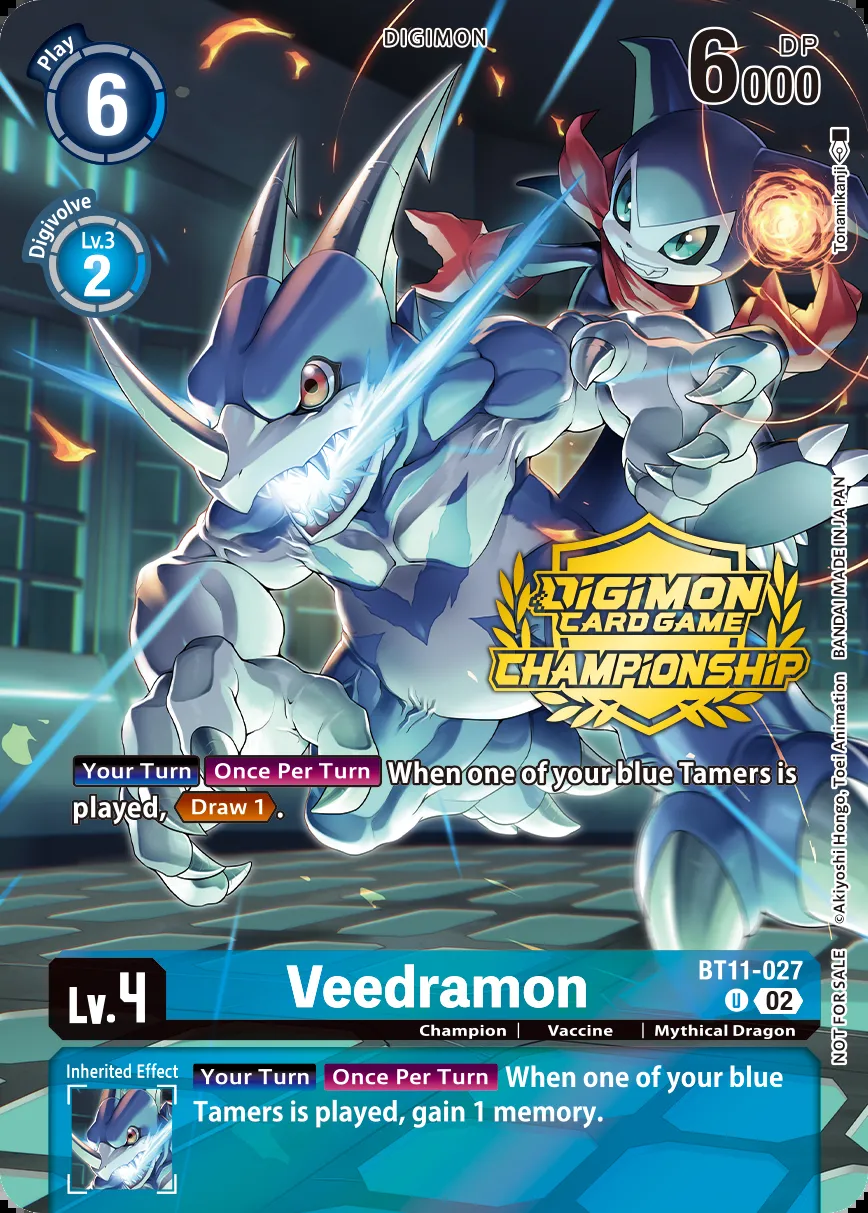 DIGIMON
Play
6
DP
6000
Digivolve
Lv.3
2
Tonamikanji
BANDAI MADE IN JAPAN
DIGIMON
CARD GAME
CHAMPIONSHIP
Your Turn Once Per Turn When one of your blue Tamers is
played, Draw 1.
©Akiyoshi Hongo, Toei Animation
NOT FOR SALE
Lv.4
Veedramon
BT11-027
U 02
Champion | Vaccine | Mythical Dragon
Inherited Effect
Your Turn Once Per Turn When one of your blue
Tamers is played, gain 1 memory.